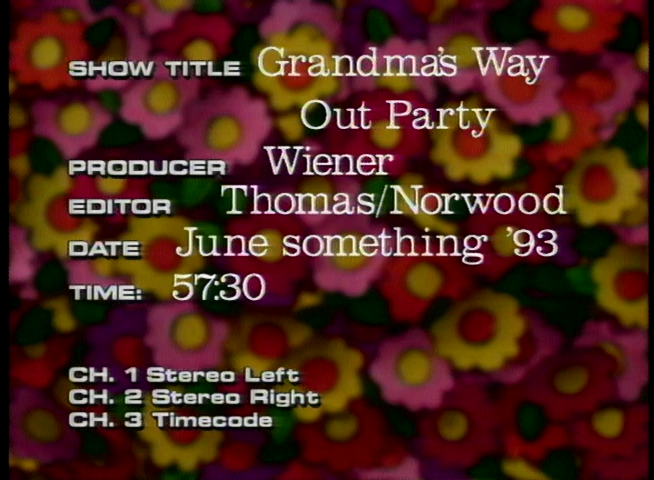 SHOW TITLE Grandma's Way
Out Party
PRODUCER Wiener
EDITOR Thomas/Norwood
DATE June something '93
TIME: 57:30
CH. 1 Stereo Left
CH. 2 Stereo Right
CH. 3 Timecode